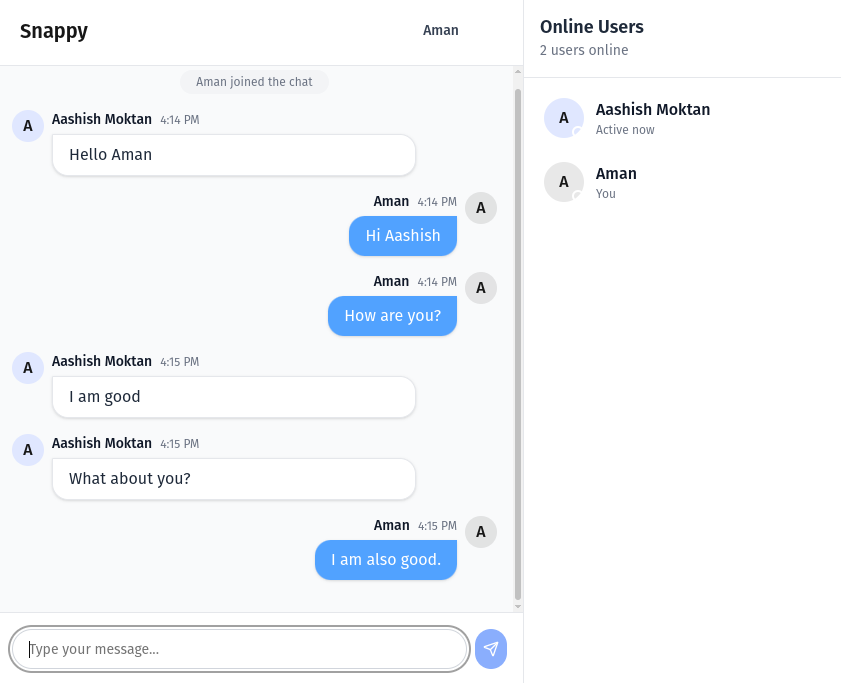 Snappy
Aman
Aman joined the chat
A
Aashish Moktan 4:14 PM
Hello Aman
Aman 4:14 PM
A
Hi Aashish
Aman 4:14 PM
A
How are you?
A
Aashish Moktan 4:15 PM
I am good
A
Aashish Moktan 4:15 PM
What about you?
Aman 4:15 PM
A
I am also good.
Type your message...
Online Users
2 users online
A
Aashish Moktan
Active now
A
Aman
You